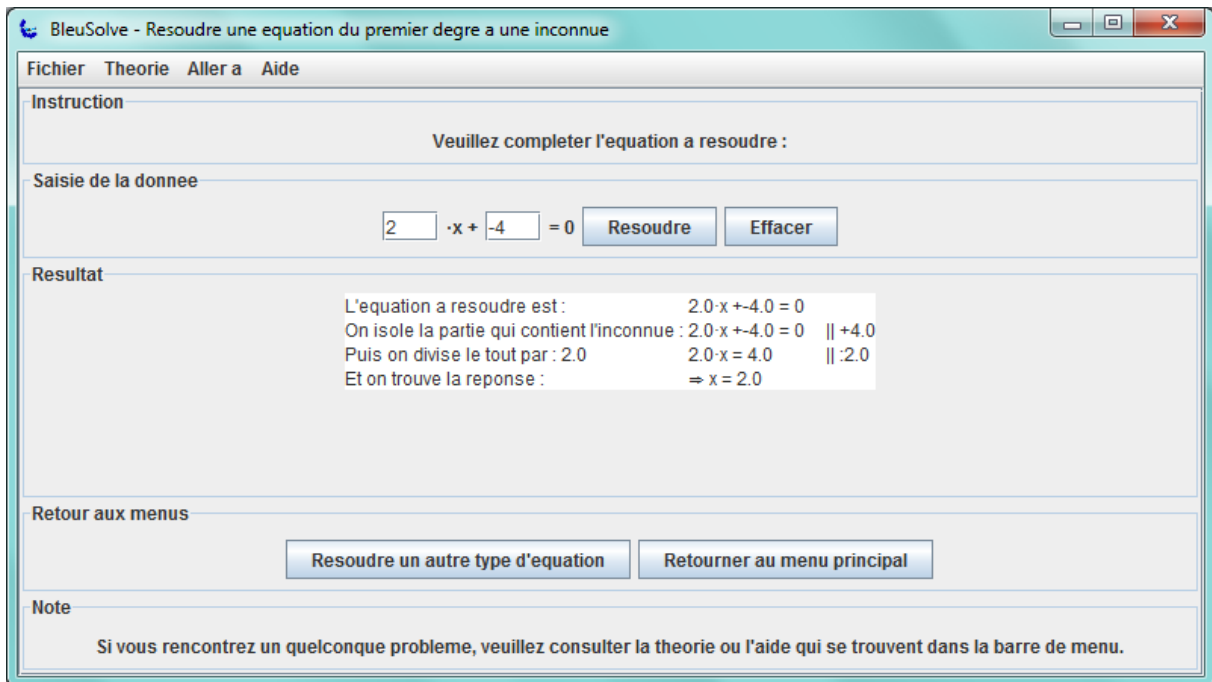 BleuSolve - Resoudre une equation du premier degre a une inconnue
Fichier Theorie Aller a Aide
Instruction
Veuillez completer l'equation a resoudre :
Saisie de la donnee
2 ·x + -4 = 0 Resoudre Effacer
Resultat
L'equation a resoudre est : 2.0·x +-4.0 = 0
On isole la partie qui contient l'inconnue : 2.0·x +-4.0 = 0 || +4.0
Puis on divise le tout par : 2.0 2.0·x = 4.0 || :2.0
Et on trouve la reponse : ⇒ x = 2.0
Retour aux menus
Resoudre un autre type d'equation Retourner au menu principal
Note
Si vous rencontrez un quelconque probleme, veuillez consulter la theorie ou l'aide qui se trouvent dans la barre de menu.